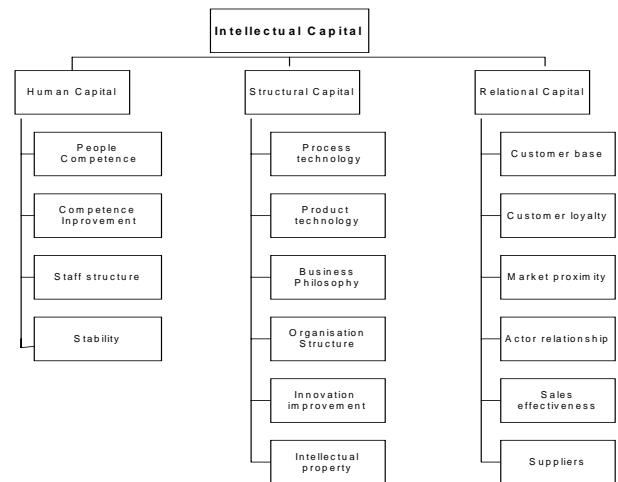 Intellectual Capital
Human Capital
Structural Capital
Relational Capital
People
Competence
Process
technology
Customer base
Competence
Inprovement
Product
technology
Customer loyalty
Staff structure
Business
Philosophy
Market proximity
Stability
Organisation
Structure
Actor relationship
Innovation
improvement
Sales
effectiveness
Intellectual
property
Suppliers